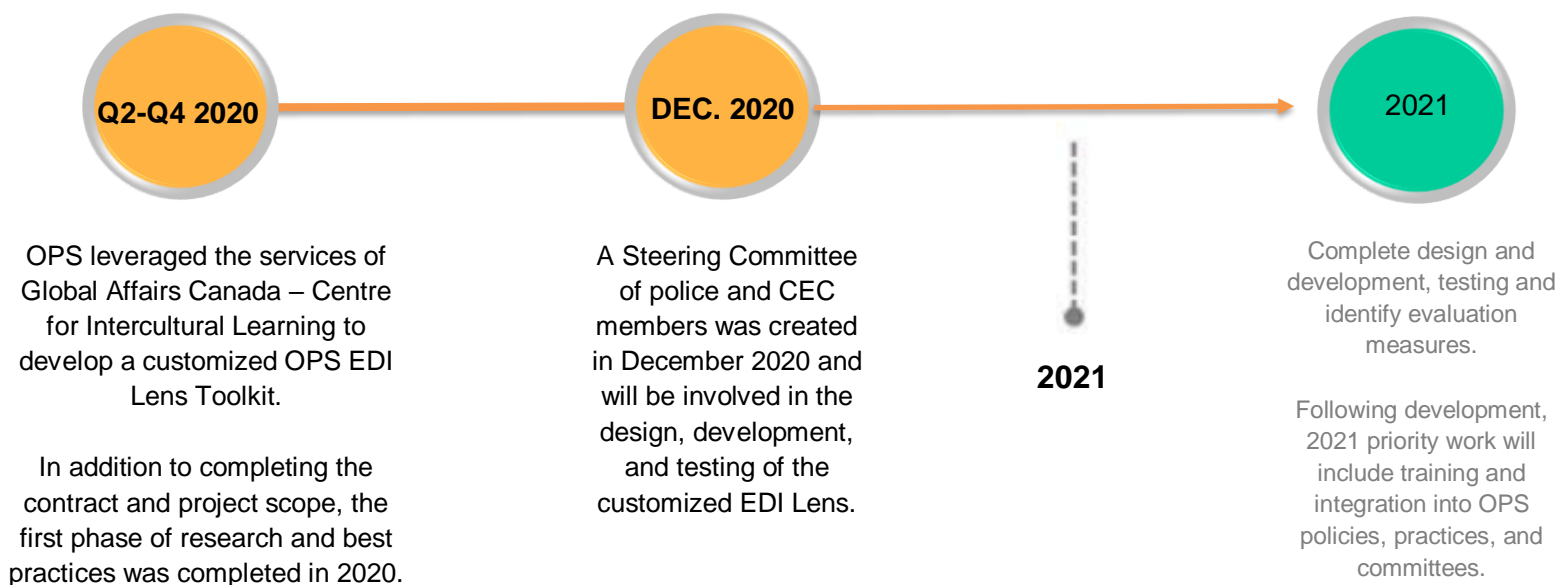 Q2-Q4 2020
OPS leveraged the services of
Global Affairs Canada – Centre
for Intercultural Learning to
develop a customized OPS EDI
Lens Toolkit.
In addition to completing the
contract and project scope, the
first phase of research and best
practices was completed in 2020.
DEC. 2020
A Steering Committee
of police and CEC
members was created
in December 2020 and
will be involved in the
design, development,
and testing of the
customized EDI Lens.
2021
2021
Complete design and
development, testing and
identify evaluation
measures.
Following development,
2021 priority work will
include training and
integration into OPS
policies, practices, and
committees.